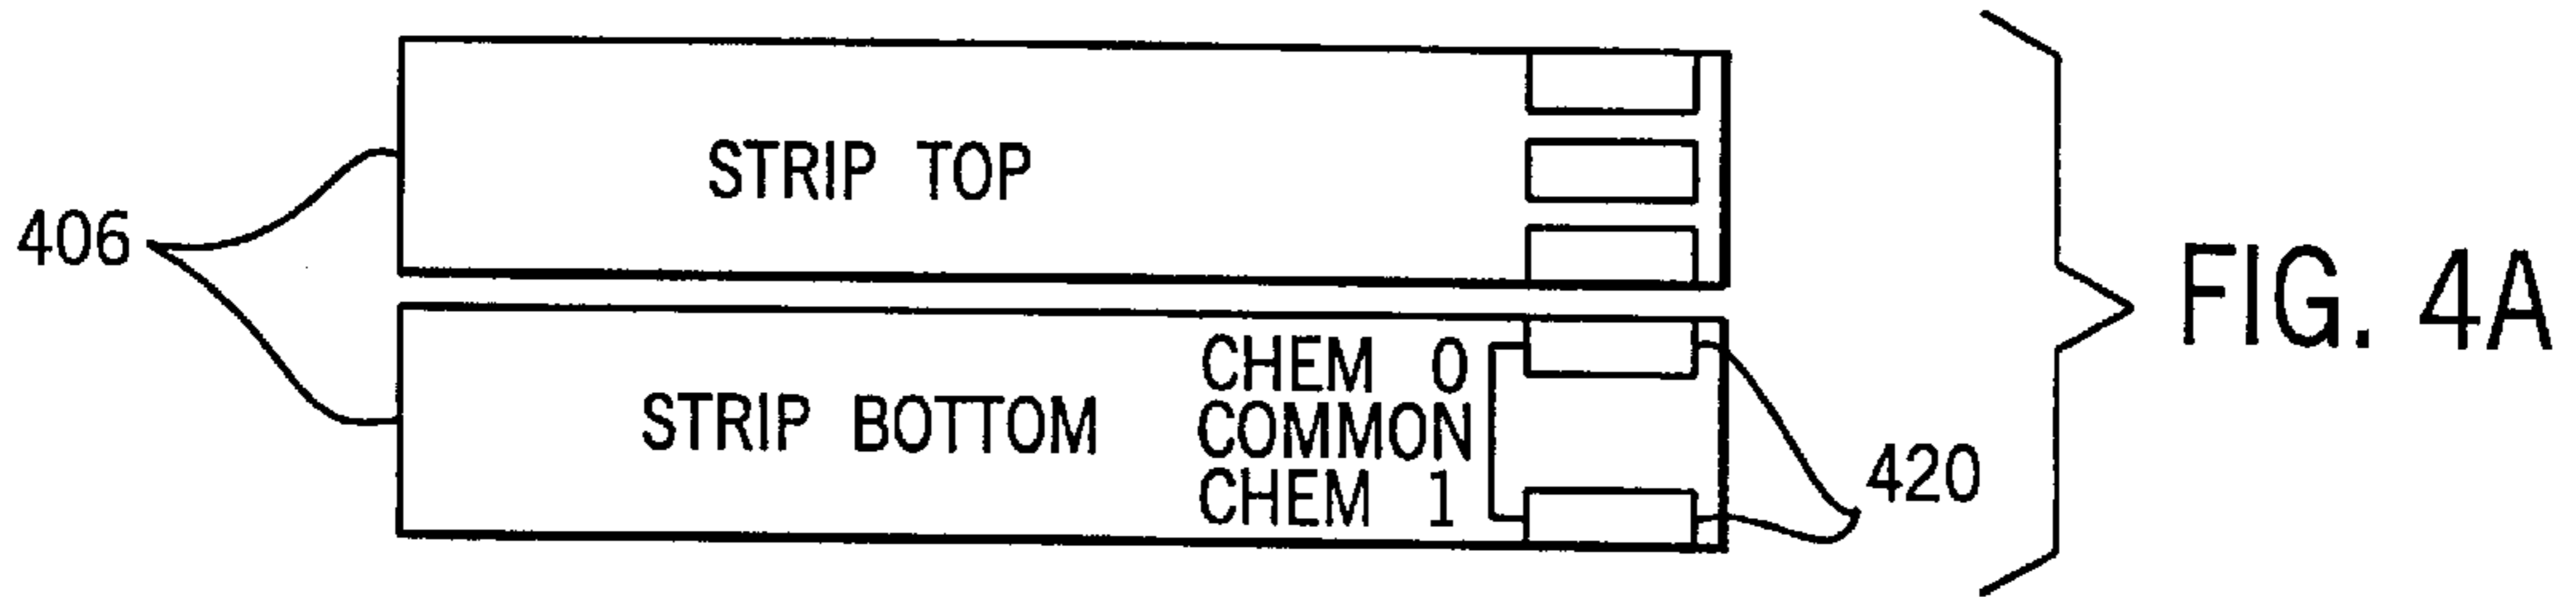 STRIP TOP
406
CHEM 0
STRIP BOTTOM COMMON
CHEM 1
420
FIG. 4A